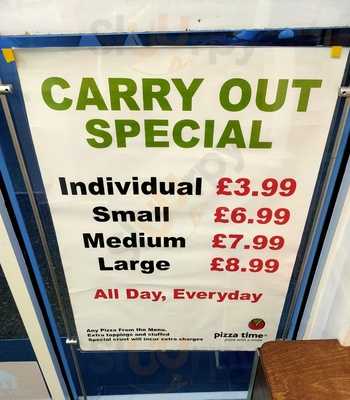 CARRY OUT
SPECIAL
Individual £3.99
Small £6.99
Medium £7.99
Large £8.99
All Day, Everyday
Any Pizza From the Menu.
Extra toppings and stuffed
Special crust will incur extra charges
pizza time